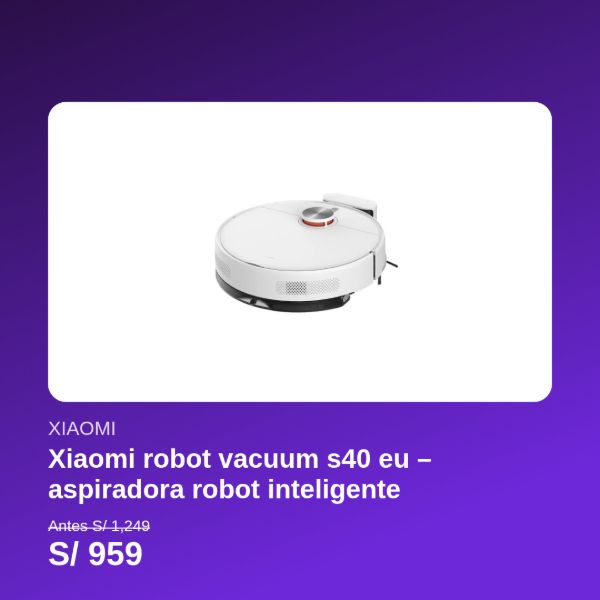 XIAOMI
Xiaomi robot vacuum s40 eu –
aspiradora robot inteligente
Antes S/ 1,249
S/ 959